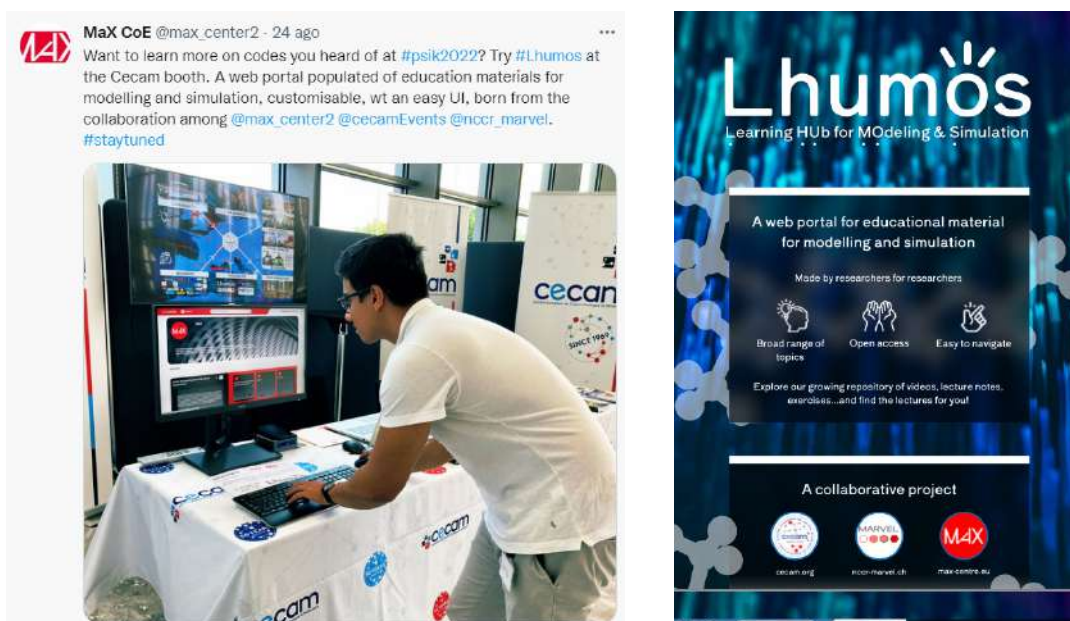 MaX CoE @max_center2 · 24 ago
Want to learn more on codes you heard of at #psik2022? Try #Lhumos at
the Cecam booth. A web portal populated of education materials for
modelling and simulation, customisable, wt an easy UI, born from the
collaboration among @max_center2 @cecamEvents @nccr_marvel.
#staytuned
MAX
cecam
SINCE 1969
cecam
cecam
Lhumos
Learning HUb for MOdeling & Simulation
A web portal for educational material
for modelling and simulation
Made by researchers for researchers
Broad range of
topics
Open access
Easy to navigate
Explore our growing repository of videos, lecture notes,
exercises...and find the lectures for you!
A collaborative project
cecam
MARVEL
MAX
cecam.org
nccr-marvel.ch
max-centre.eu